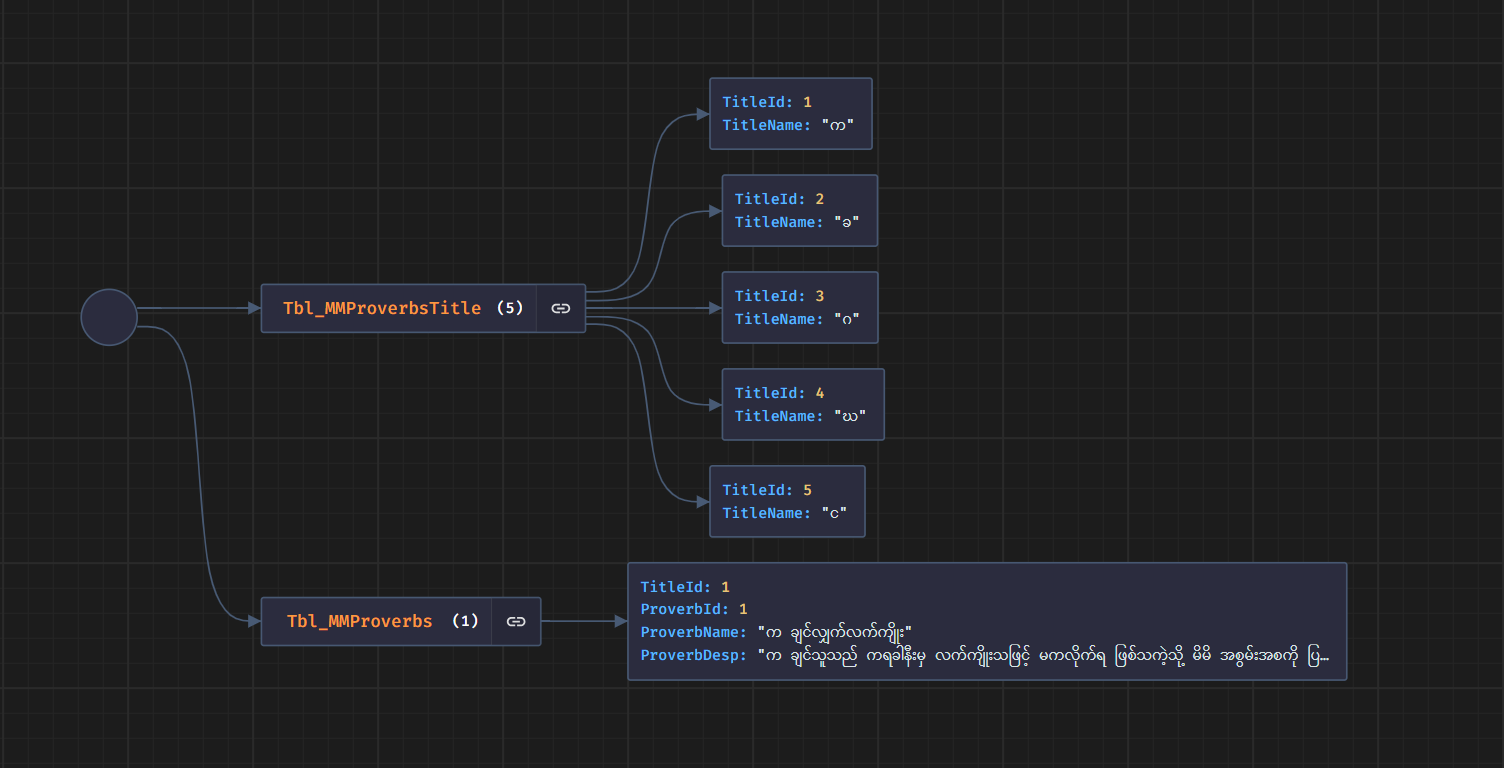 TitleId: 1
TitleName: "က"
TitleId: 2
TitleName: "ခ"
Tbl_MMProverbsTitle (5)
TitleId: 3
TitleName: "ဂ"
TitleId: 4
TitleName: "ဃ"
TitleId: 5
TitleName: "င"
Tbl_MMProverbs (1)
TitleId: 1
ProverbId: 1
ProverbName: "က ချင်လျှက်လက်ကျိုး"
ProverbDesp: "က ချင်သူသည် ကရခါနီးမှ လက်ကျိုးသဖြင့် မကလိုက်ရ ဖြစ်သကဲ့သို့ မိမိ အစွမ်းအစကို ပြ…